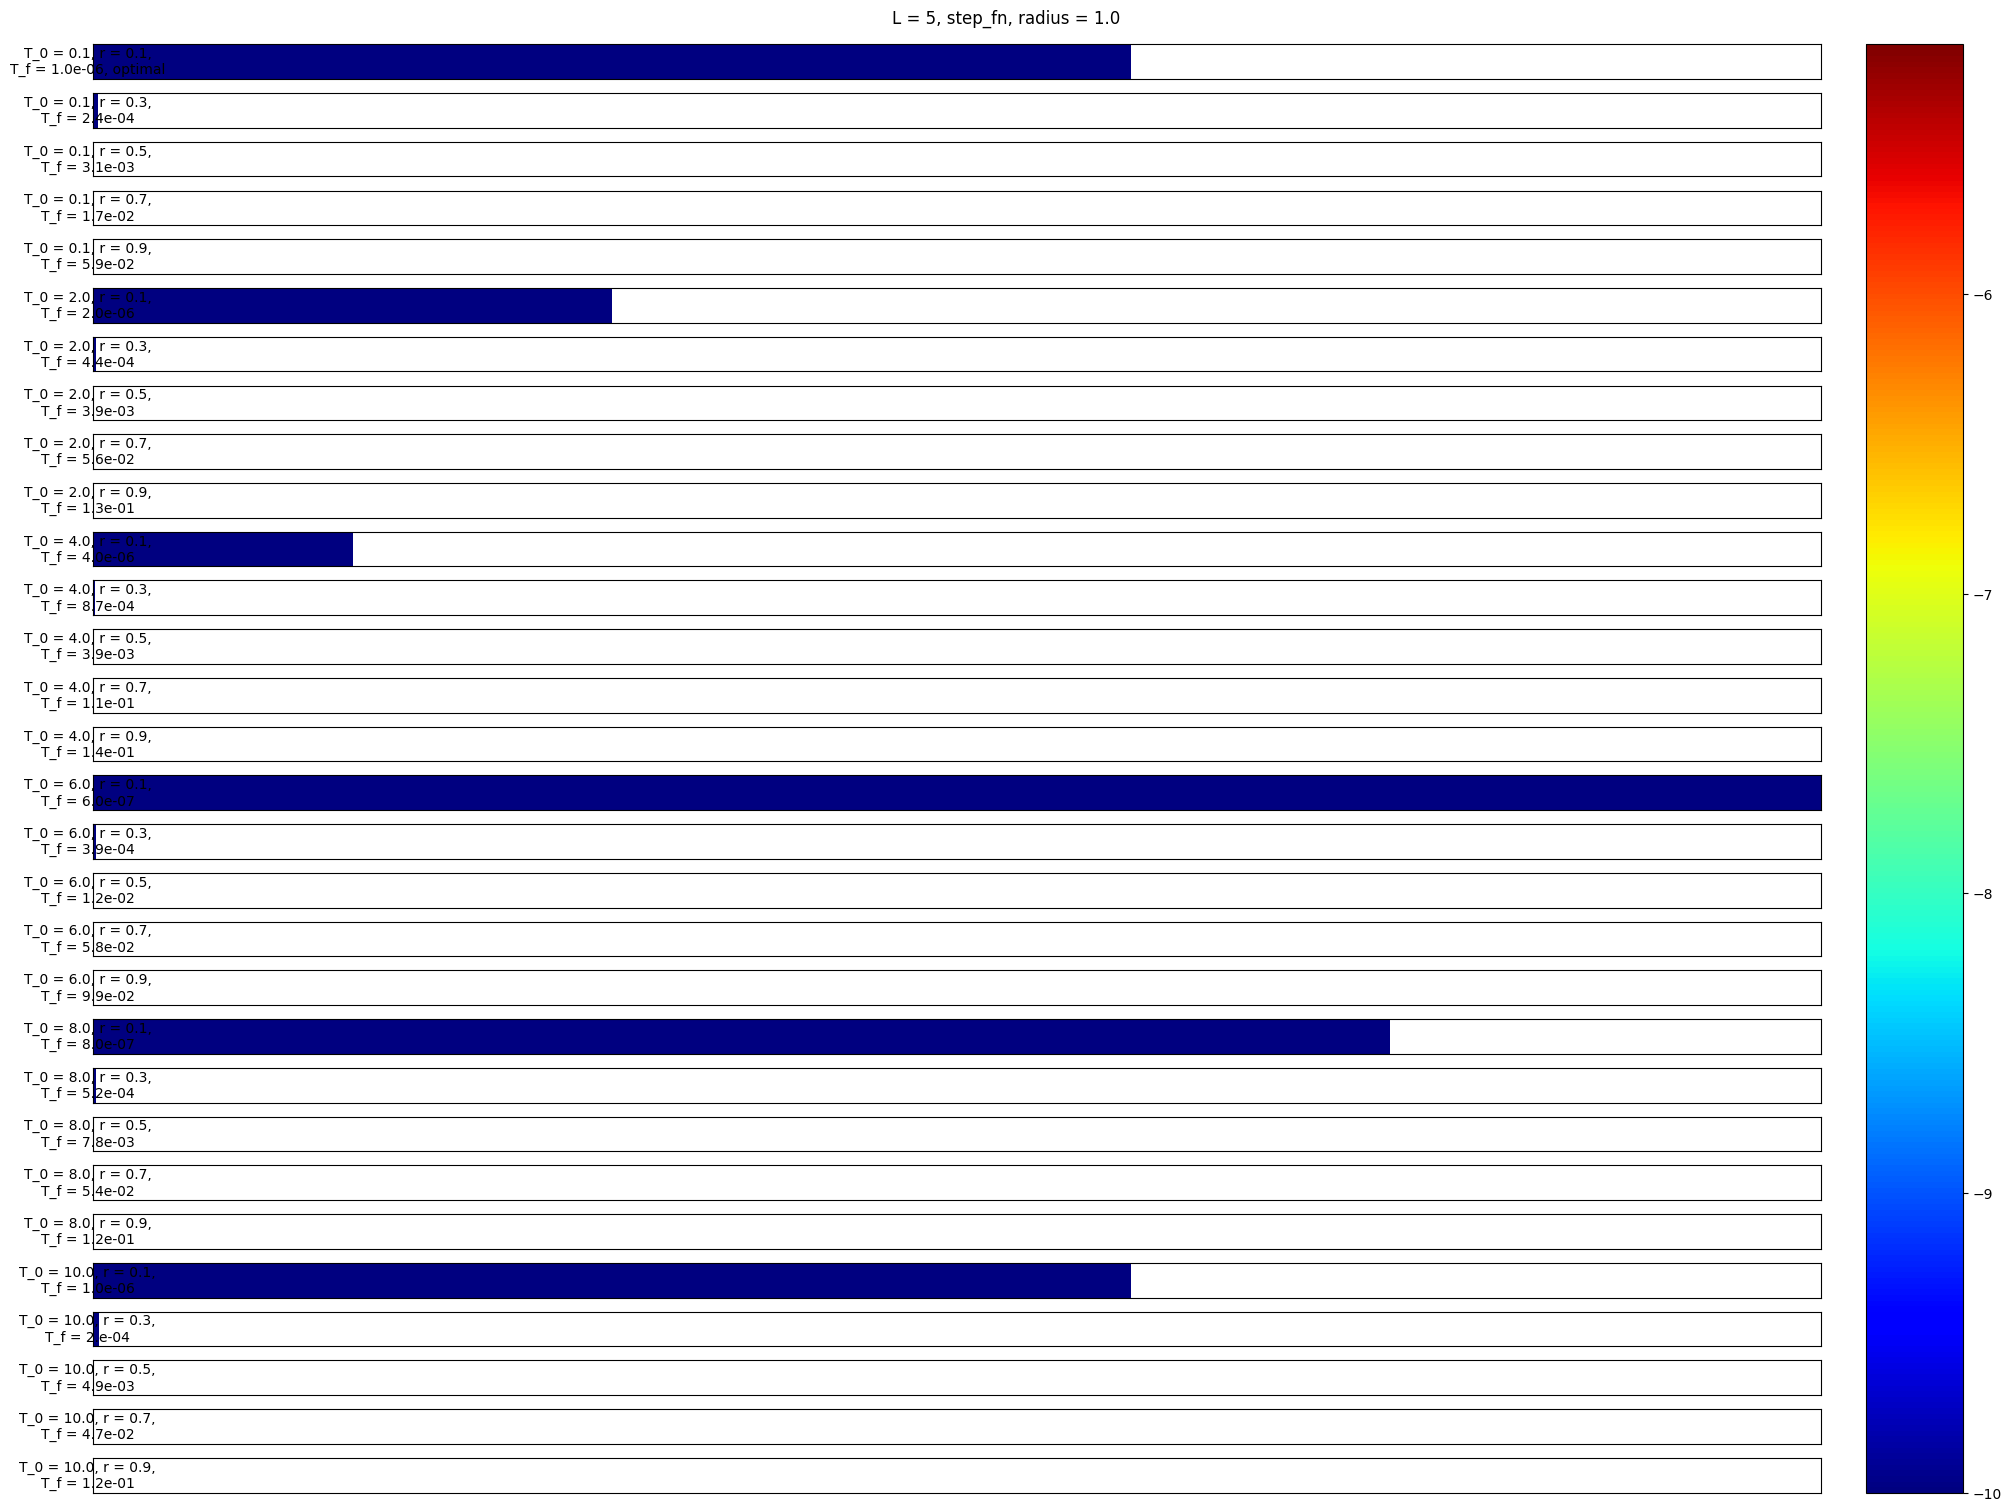 L = 5, step_fn, radius = 1.0
T_0 = 0.1, r = 0.1,
T_f = 1.0e-06, optimal
T_0 = 0.1, r = 0.3,
T_f = 2.4e-04
T_0 = 0.1, r = 0.5,
T_f = 3.1e-03
T_0 = 0.1, r = 0.7,
T_f = 1.7e-02
T_0 = 0.1, r = 0.9,
T_f = 5.9e-02
T_0 = 2.0, r = 0.1,
T_f = 2.0e-06
T_0 = 2.0, r = 0.3,
T_f = 4.4e-04
T_0 = 2.0, r = 0.5,
T_f = 3.9e-03
T_0 = 2.0, r = 0.7,
T_f = 5.6e-02
T_0 = 2.0, r = 0.9,
T_f = 1.3e-01
T_0 = 4.0, r = 0.1,
T_f = 4.0e-06
T_0 = 4.0, r = 0.3,
T_f = 8.7e-04
T_0 = 4.0, r = 0.5,
T_f = 3.9e-03
T_0 = 4.0, r = 0.7,
T_f = 1.1e-01
T_0 = 4.0, r = 0.9,
T_f = 1.4e-01
T_0 = 6.0, r = 0.1,
T_f = 6.0e-07
T_0 = 6.0, r = 0.3,
T_f = 3.9e-04
T_0 = 6.0, r = 0.5,
T_f = 1.2e-02
T_0 = 6.0, r = 0.7,
T_f = 5.8e-02
T_0 = 6.0, r = 0.9,
T_f = 9.9e-02
T_0 = 8.0, r = 0.1,
T_f = 8.0e-07
T_0 = 8.0, r = 0.3,
T_f = 5.2e-04
T_0 = 8.0, r = 0.5,
T_f = 7.8e-03
T_0 = 8.0, r = 0.7,
T_f = 5.4e-02
T_0 = 8.0, r = 0.9,
T_f = 1.2e-01
T_0 = 10.0, r = 0.1,
T_f = 1.0e-06
T_0 = 10.0, r = 0.3,
T_f = 2e-04
T_0 = 10.0, r = 0.5,
T_f = 4.9e-03
T_0 = 10.0, r = 0.7,
T_f = 4.7e-02
T_0 = 10.0, r = 0.9,
T_f = 1.2e-01
−6
−7
−8
−9
−10